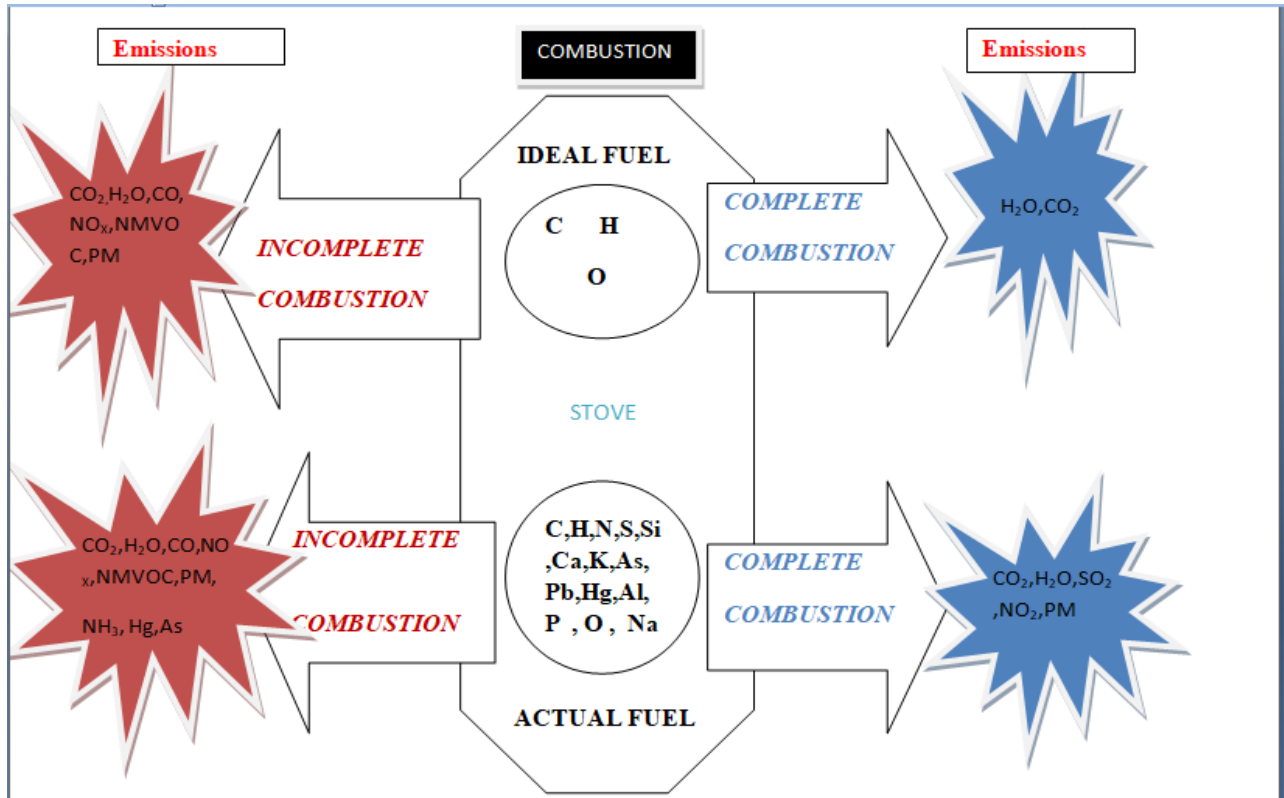 Emissions
COMBUSTION
Emissions
IDEAL FUEL
CO₂,H₂O,CO,
NOₓ,NMVO
C,PM
INCOMPLETE
COMBUSTION
C H
O
COMPLETE
COMBUSTION
H₂O,CO₂
STOVE
CO₂,H₂O,CO,NO
ₓ,NMVOC,PM,
NH₃, Hg,As
INCOMPLETE
COMBUSTION
C,H,N,S,Si
,Ca,K,As,
Pb,Hg,Al,
P , O , Na
COMPLETE
COMBUSTION
CO₂,H₂O,SO₂
,NO₂,PM
ACTUAL FUEL